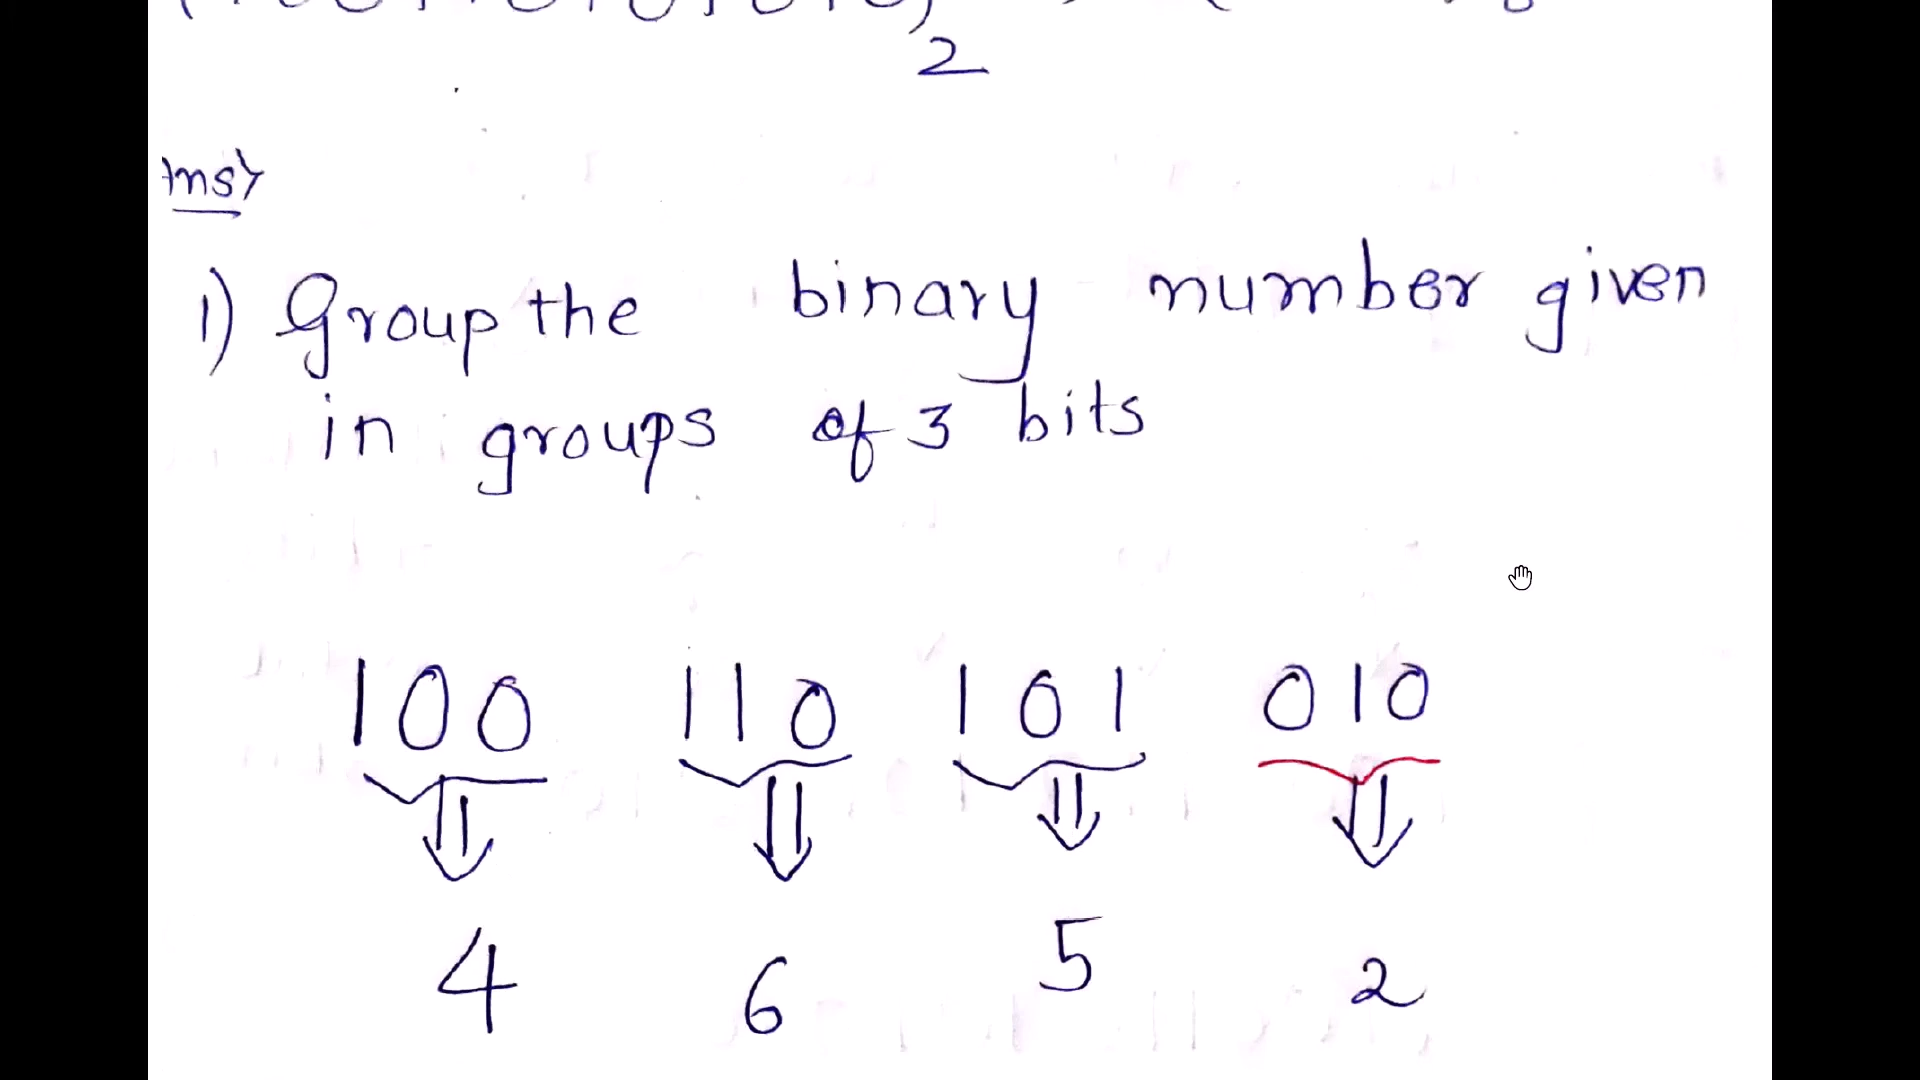 2
Ans>
1) Group the binary number given
in groups of 3 bits
100 110 101 010
4 6 5 2